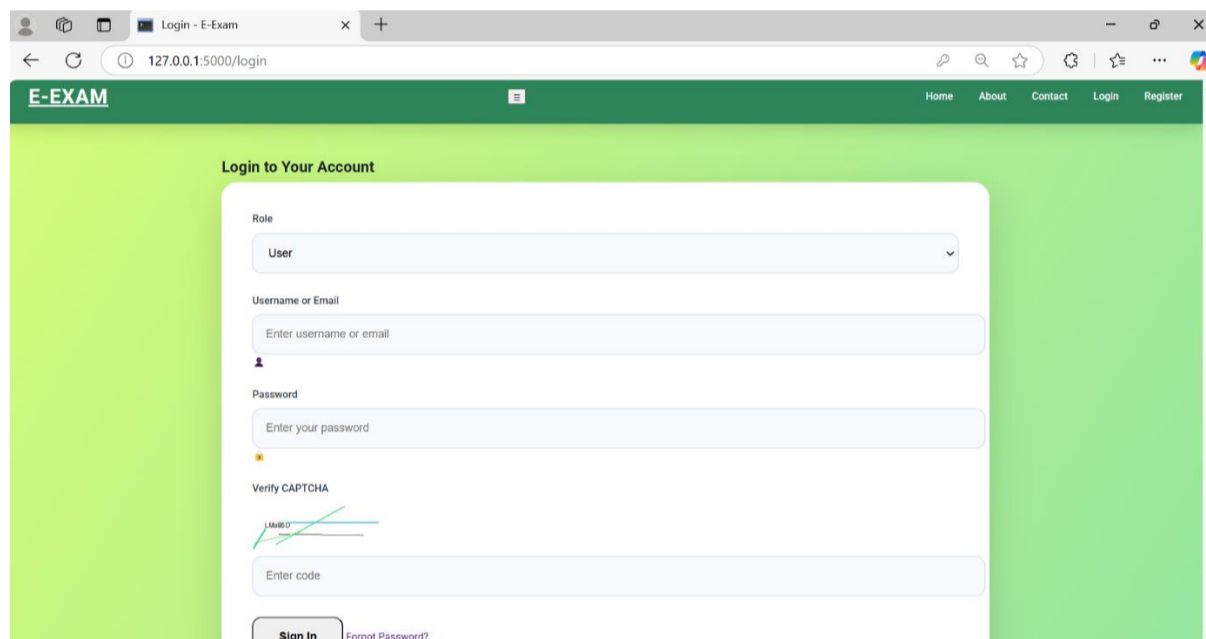 Login - E-Exam
127.0.0.1:5000/login
E-EXAM
Home About Contact Login Register
Login to Your Account
Role
User
Username or Email
Enter username or email
Password
Enter your password
Verify CAPTCHA
Enter code
Sign In Forgot Password?